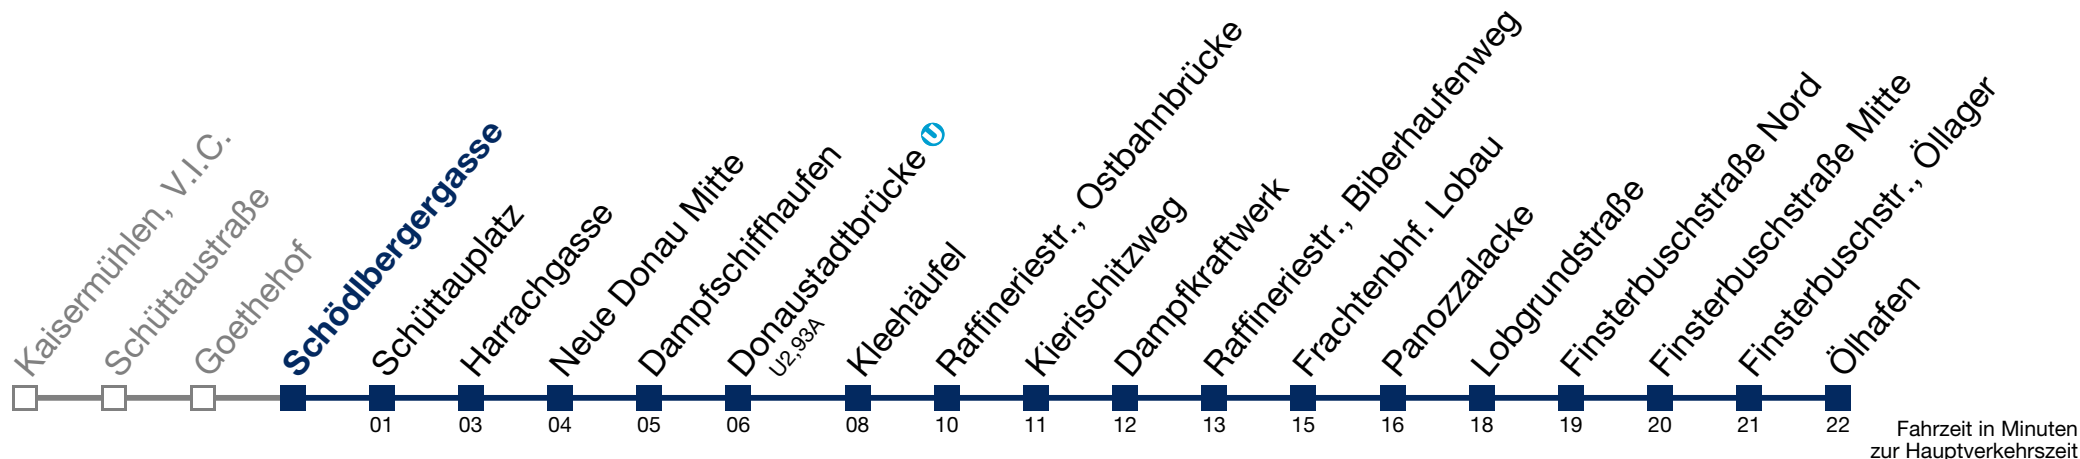 Kaisermühlen, V.I.C.
Schüttaustraße
Goethehof
Schödlbergergasse
Schüttauplatz
Harrachgasse
Neue Donau Mitte
Dampfschiffhaufen
Donaustadtbrücke U
U2,93A
Kleehäufel
Raffineriestr., Ostbahnbrücke
Kierischitzweg
Dampfkraftwerk
Raffineriestr., Biberhaufenweg
Frachtenbhf. Lobau
Panozzalacke
Lobgrundstraße
Finsterbuschstraße Nord
Finsterbuschstraße Mitte
Finsterbuschstr., Öllager
Ölhafen
01 03 04 05 06 08 10 11 12 13 15 16 18 19 20 21 22
Fahrzeit in Minuten
zur Hauptverkehrszeit